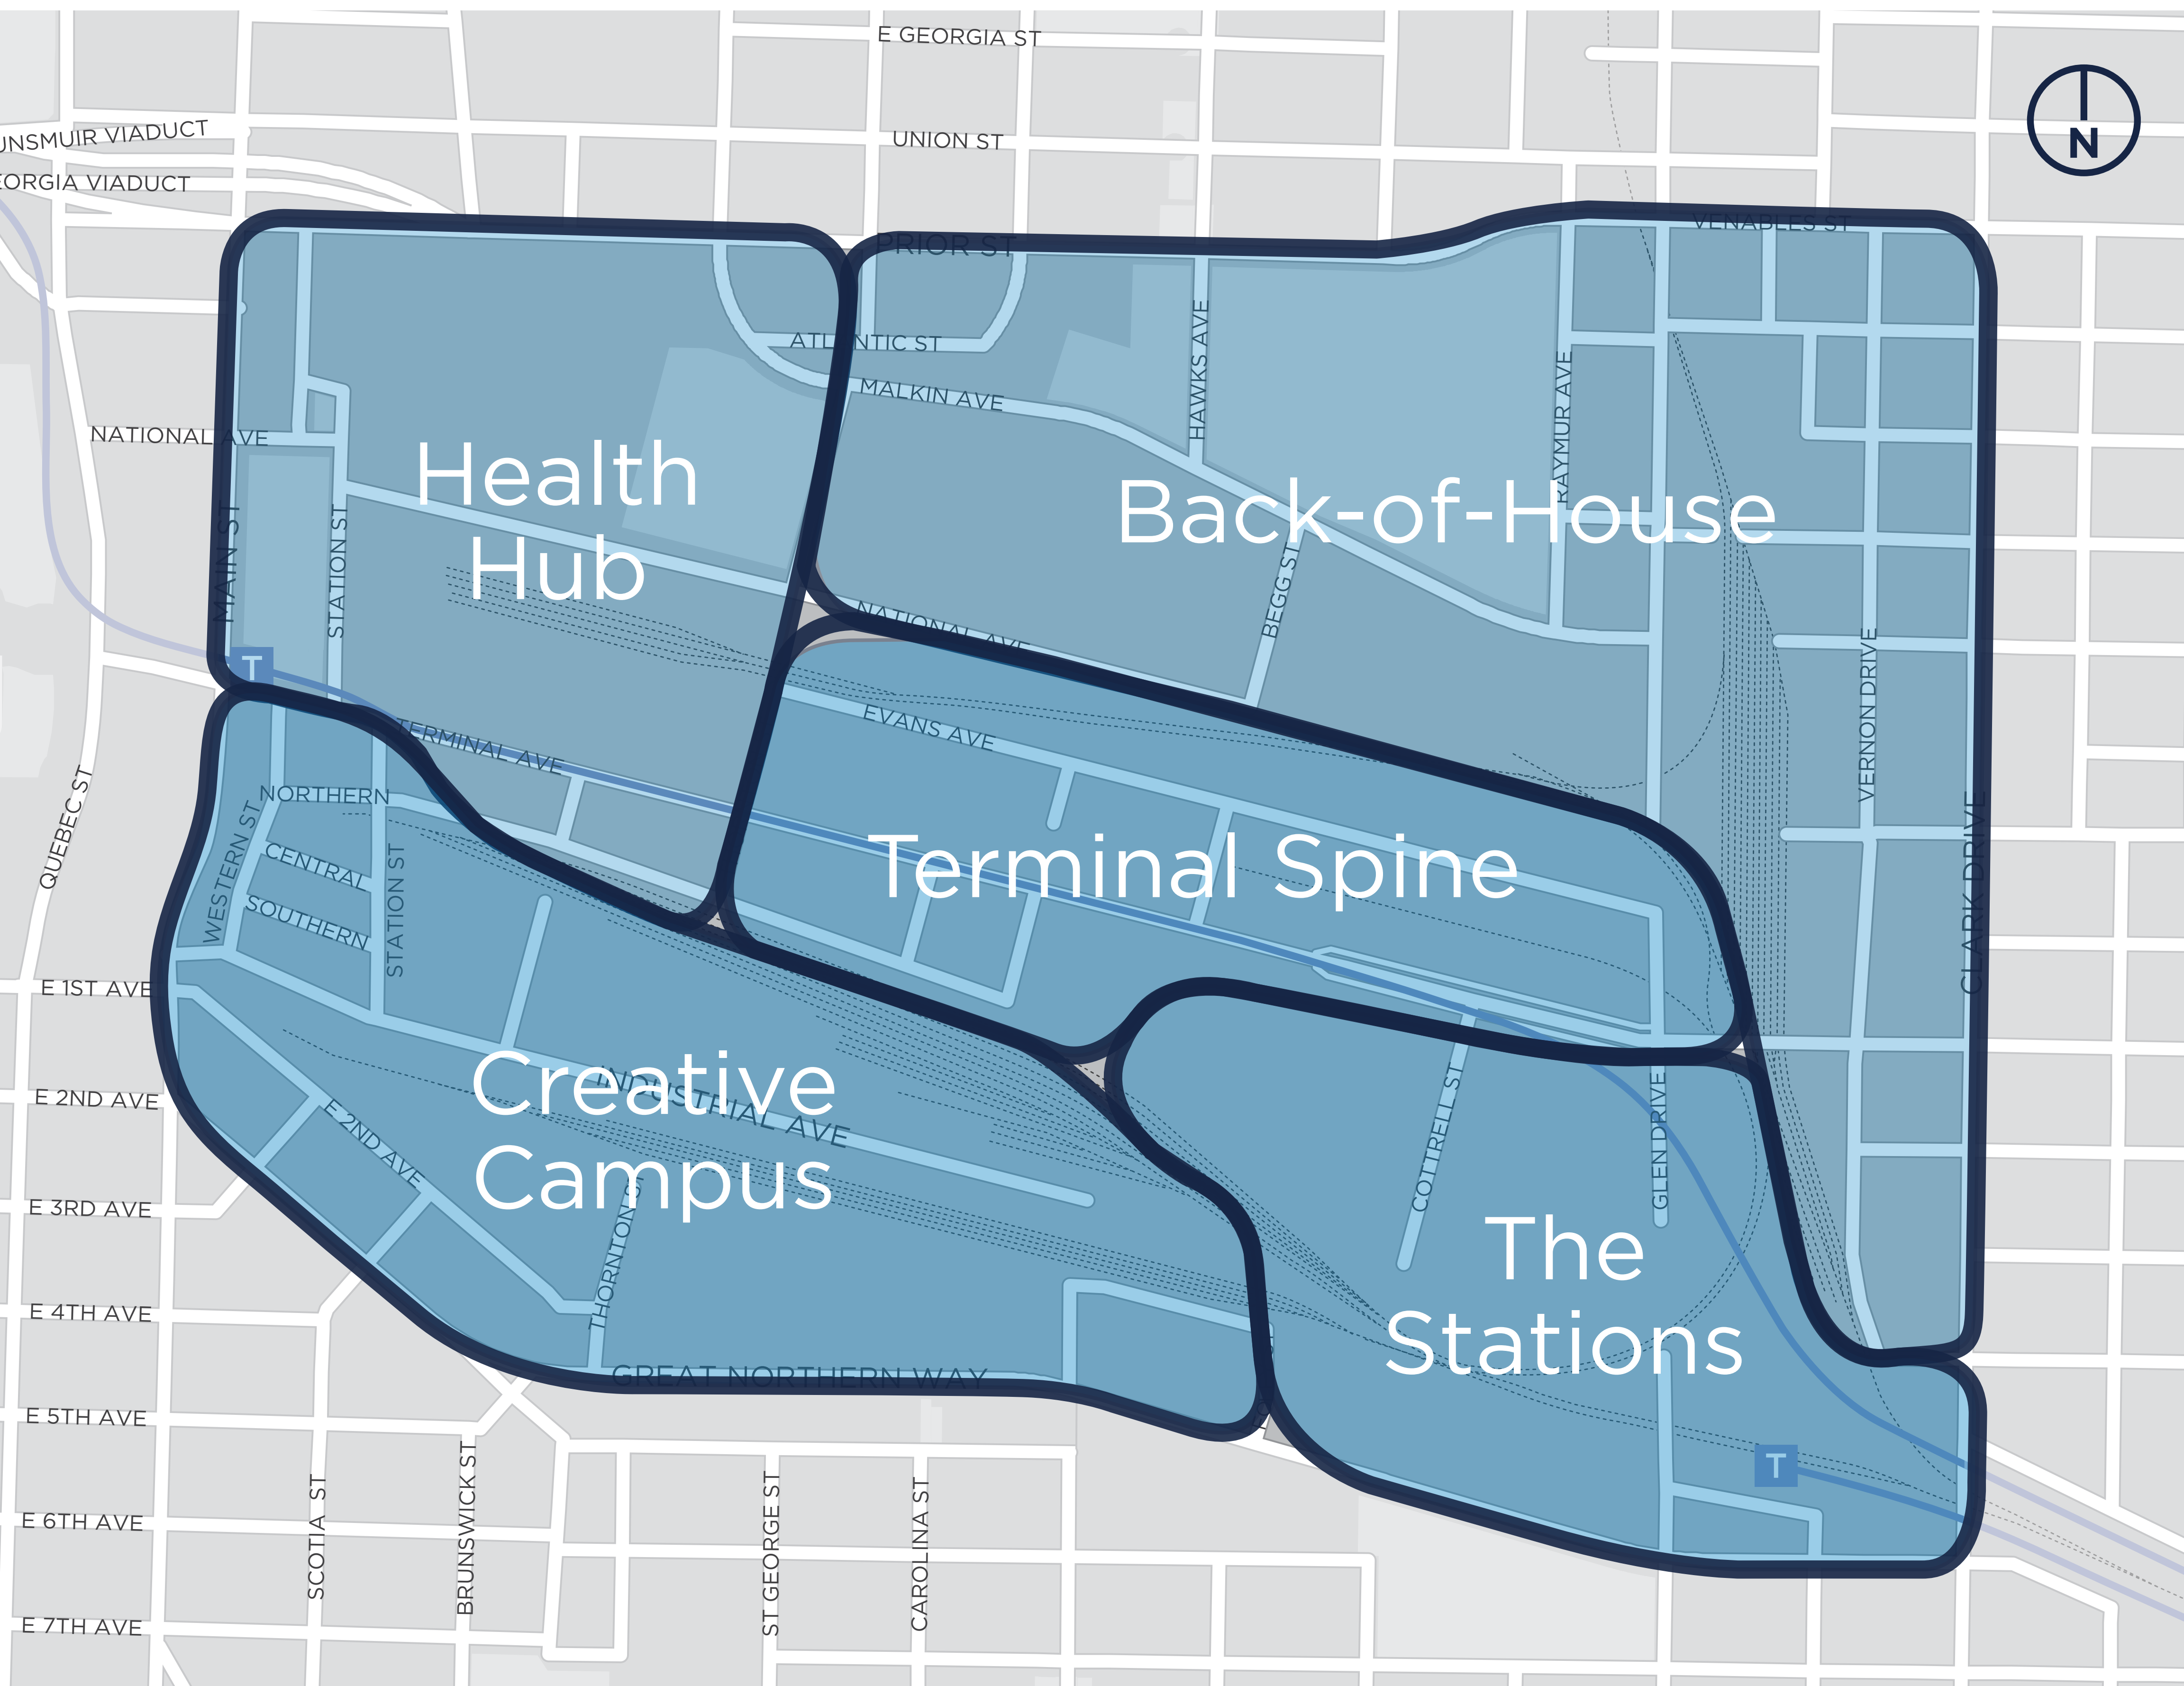 E GEORGIA ST
UNSMUIR VIADUCT
UNION ST
N
EORGIA VIADUCT
VENABLES ST
PRIOR ST
ATLANTIC ST
HAWKS AVE
MALKIN AVE
RAYMUR AVE
NATIONAL AVE
Health
Hub
Back-of-House
MAIN ST
STATION ST
BEGG ST
NATIONAL AVE
T
VERNON DRIVE
EVANS AVE
TERMINAL AVE
QUEBEC ST
NORTHERN
WESTERN ST
CENTRAL
SOUTHERN
STATION ST
Terminal Spine
CLARK DRIVE
E 1ST AVE
Creative
Campus
INDUSTRIAL AVE
E 2ND AVE
E 2ND AVE
COTTRELL ST
GLEN DRIVE
THORNTON S
E 3RD AVE
The
Stations
E 4TH AVE
GREAT NORTHERN WAY
E 5TH AVE
T
SCOTIA ST
BRUNSWICK ST
ST GEORGE ST
CAROLINA ST
E 6TH AVE
E 7TH AVE